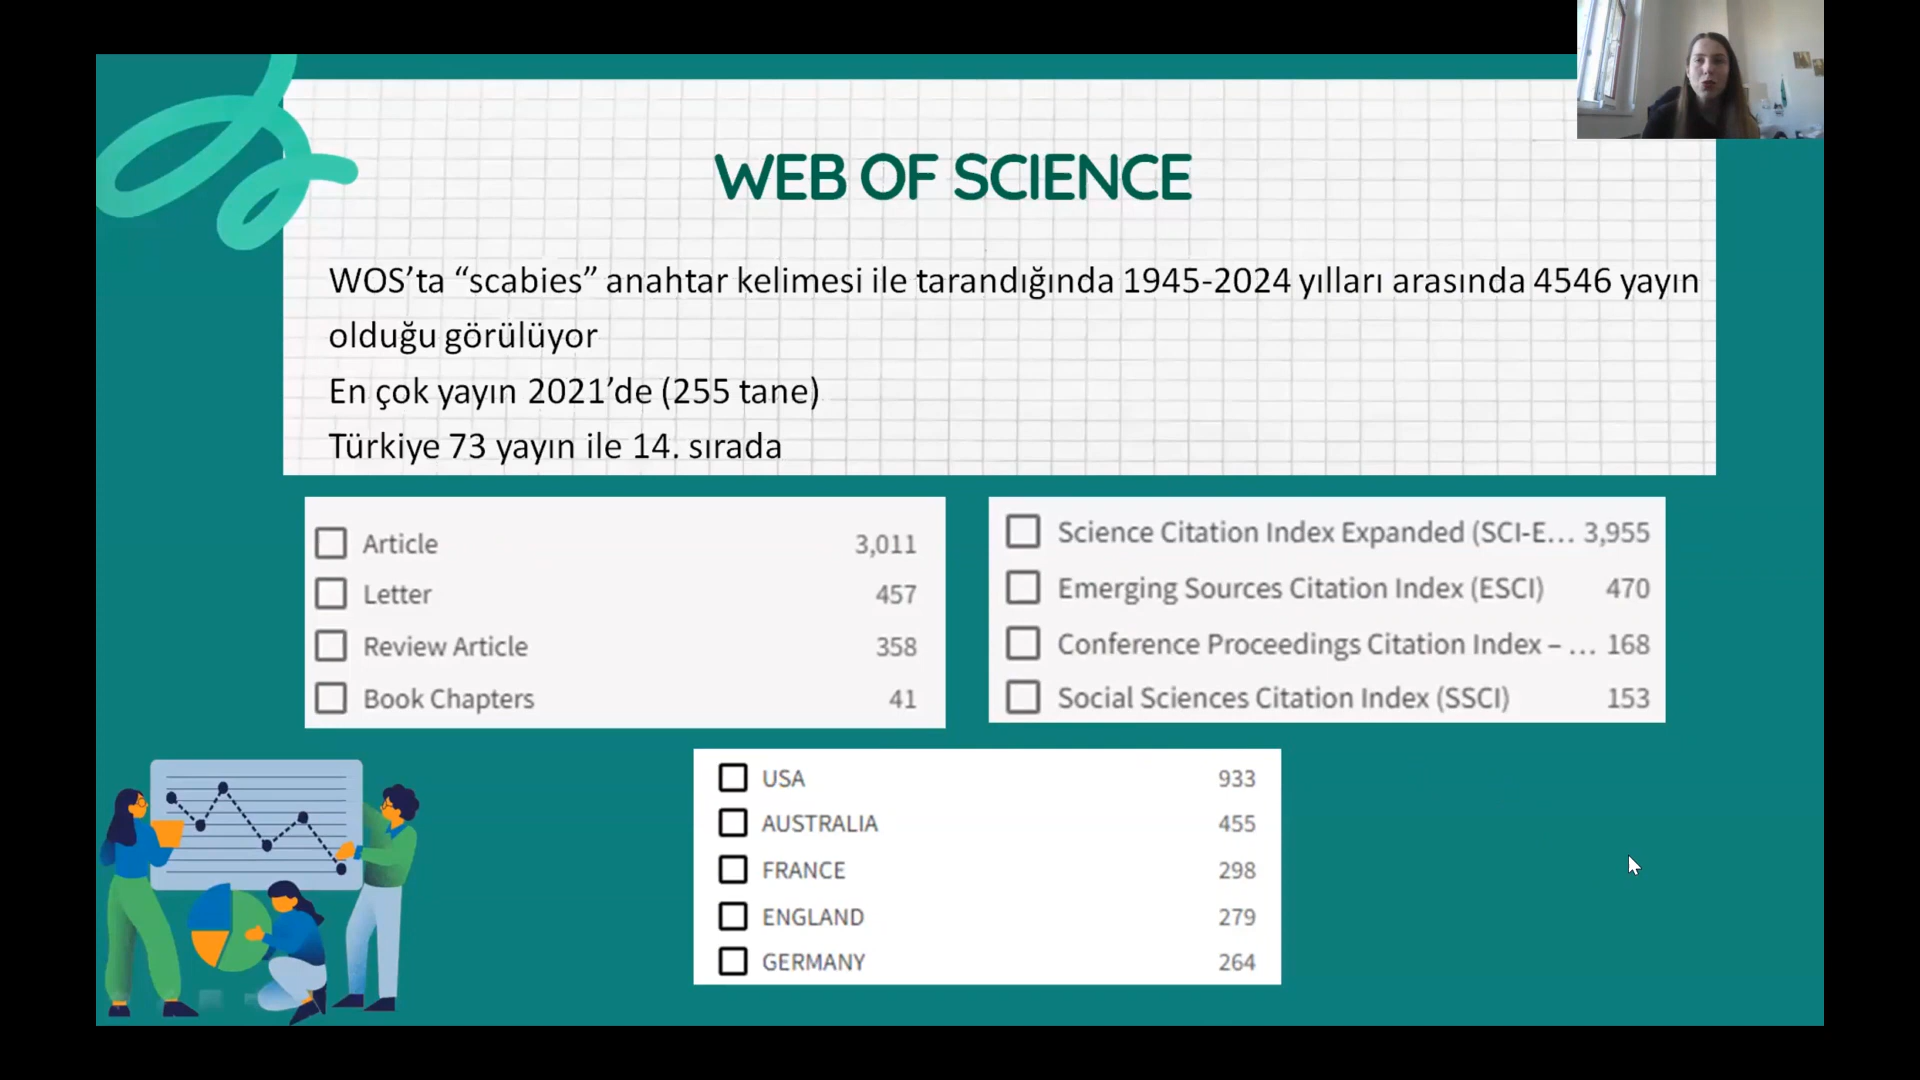 WEB OF SCIENCE
WOS’ta “scabies” anahtar kelimesi ile tarandığında 1945-2024 yılları arasında 4546 yayın
olduğu görülüyor
En çok yayın 2021’de (255 tane)
Türkiye 73 yayın ile 14. sırada
Article 3,011
Letter 457
Review Article 358
Book Chapters 41
Science Citation Index Expanded (SCI-E... 3,955
Emerging Sources Citation Index (ESCI) 470
Conference Proceedings Citation Index – ... 168
Social Sciences Citation Index (SSCI) 153
USA 933
AUSTRALIA 455
FRANCE 298
ENGLAND 279
GERMANY 264